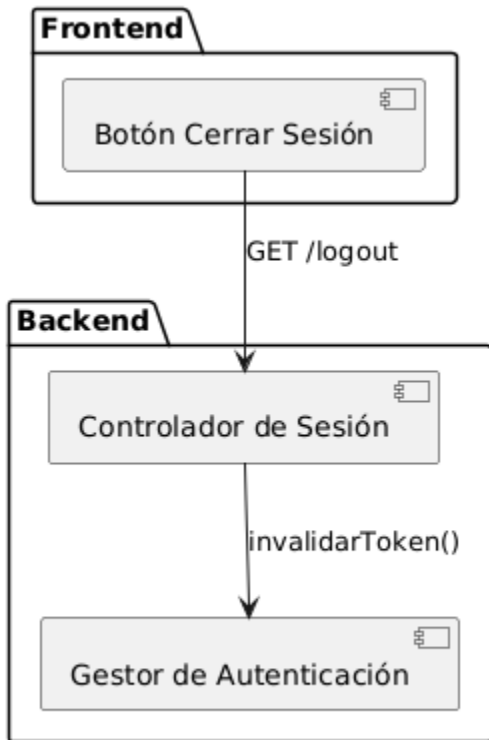 Frontend
Botón Cerrar Sesión
GET /logout
Backend
Controlador de Sesión
invalidarToken()
Gestor de Autenticación